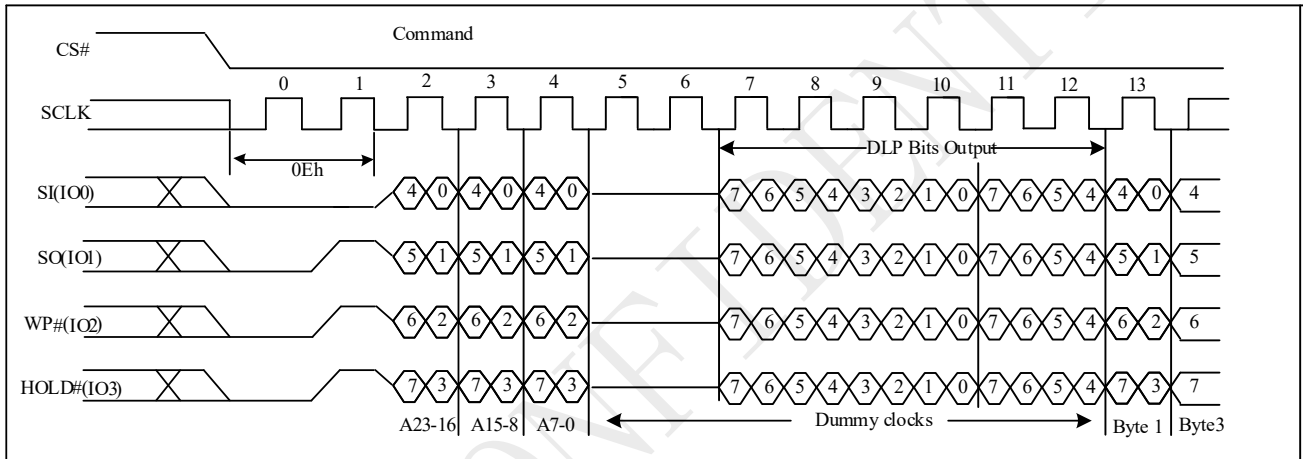 Command
CS#
0 1 2 3 4 5 6 7 8 9 10 11 12 13
SCLK
DLP Bits Output
0Eh
SI(IO0) 4 0 4 0 4 0 7 6 5 4 3 2 1 0 7 6 5 4 4 0 4
SO(IO1) 5 1 5 1 5 1 7 6 5 4 3 2 1 0 7 6 5 4 5 1 5
WP#(IO2) 6 2 6 2 6 2 7 6 5 4 3 2 1 0 7 6 5 4 6 2 6
HOLD#(IO3) 7 3 7 3 7 3 7 6 5 4 3 2 1 0 7 6 5 4 7 3 7
A23-16 A15-8 A7-0 Dummy clocks Byte 1 Byte3